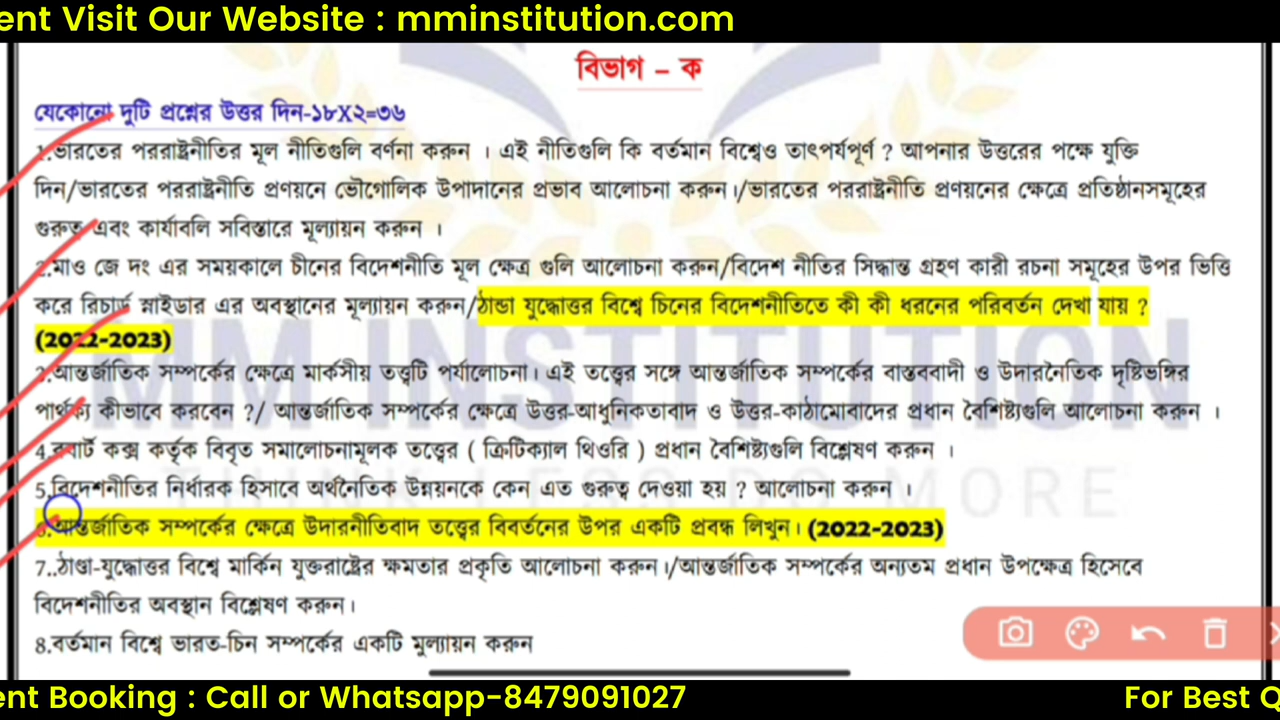 ent Visit Our Website : mminstitution.com
বিভাগ – ক
যেকোনো দুটি প্রশ্নের উত্তর দিন-১৮X২=৩৬
1.ভারতের পররাষ্ট্রনীতির মূল নীতিগুলি বর্ণনা করুন । এই নীতিগুলি কি বর্তমান বিশ্বেও তাৎপর্যপূর্ণ ? আপনার উত্তরের পক্ষে যুক্তি
দিন/ভারতের পররাষ্ট্রনীতি প্রণয়নে ভৌগোলিক উপাদানের প্রভাব আলোচনা করুন।/ভারতের পররাষ্ট্রনীতি প্রণয়নের ক্ষেত্রে প্রতিষ্ঠানসমূহের
গুরুত্ব এবং কার্যাবলি সবিস্তারে মূল্যায়ন করুন ।
2.মাও জে দং এর সময়কালে চীনের বিদেশনীতি মূল ক্ষেত্র গুলি আলোচনা করুন/বিদেশ নীতির সিদ্ধান্ত গ্রহণ কারী রচনা সমূহের উপর ভিত্তি
করে রিচার্ড স্নাইডার এর অবস্থানের মূল্যায়ন করুন/ঠান্ডা যুদ্ধোত্তর বিশ্বে চিনের বিদেশনীতিতে কী কী ধরনের পরিবর্তন দেখা যায় ?
(2022-2023)
3.আন্তর্জাতিক সম্পর্কের ক্ষেত্রে মার্কসীয় তত্ত্বটি পর্যালোচনা। এই তত্ত্বের সঙ্গে আন্তর্জাতিক সম্পর্কের বাস্তববাদী ও উদারনৈতিক দৃষ্টিভঙ্গির
পার্থক্য কীভাবে করবেন ?/ আন্তর্জাতিক সম্পর্কের ক্ষেত্রে উত্তর-আধুনিকতাবাদ ও উত্তর-কাঠামোবাদের প্রধান বৈশিষ্ট্যগুলি আলোচনা করুন ।
4.রবার্ট কক্স কর্তৃক বিবৃত সমালোচনামূলক তত্ত্বের ( ক্রিটিক্যাল থিওরি ) প্রধান বৈশিষ্ট্যগুলি বিশ্লেষণ করুন ।
5.বিদেশনীতির নির্ধারক হিসাবে অর্থনৈতিক উন্নয়নকে কেন এত গুরুত্ব দেওয়া হয় ? আলোচনা করুন ।
6.আন্তর্জাতিক সম্পর্কের ক্ষেত্রে উদারনীতিবাদ তত্ত্বের বিবর্তনের উপর একটি প্রবন্ধ লিখুন। (2022-2023)
7..ঠাণ্ডা-যুদ্ধোত্তর বিশ্বে মার্কিন যুক্তরাষ্ট্রের ক্ষমতার প্রকৃতি আলোচনা করুন।/আন্তর্জাতিক সম্পর্কের অন্যতম প্রধান উপক্ষেত্র হিসেবে
বিদেশনীতির অবস্থান বিশ্লেষণ করুন।
8.বর্তমান বিশ্বে ভারত-চিন সম্পর্কের একটি মুল্যায়ন করুন
MM INSTITUTION
ent Booking : Call or Whatsapp-8479091027 For Best Q